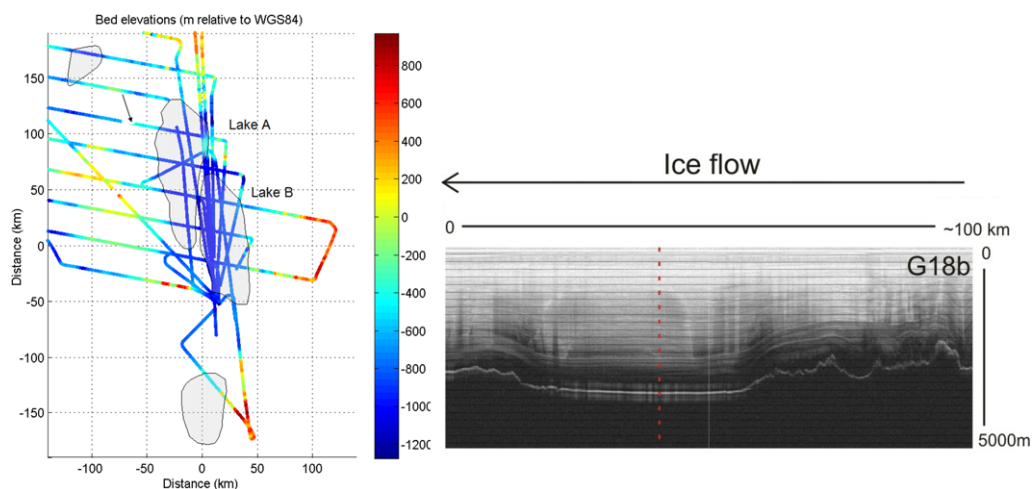 Bed elevations (m relative to WGS84)
150
100
50
0
-50
-100
-150
Distance (km)
-100
-50
0
50
100
Distance (km)
Lake A
Lake B
800
600
400
200
0
-200
-400
-600
-800
-1000
-1200
Ice flow
0
~100 km
G18b
0
5000m